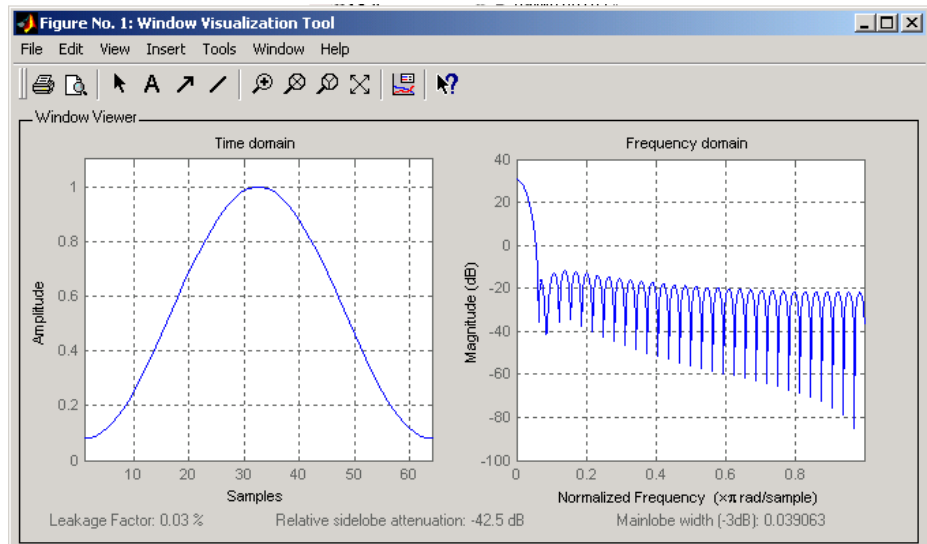 Figure No. 1: Window Visualization Tool
File Edit View Insert Tools Window Help
A
Window Viewer
Time domain
1
0.8
0.6
0.4
0.2
0
Amplitude
10 20 30 40 50 60
Samples
Frequency domain
40
20
0
-20
-40
-60
-80
-100
Magnitude (dB)
0 0.2 0.4 0.6 0.8
Normalized Frequency (×π rad/sample)
Leakage Factor: 0.03 % Relative sidelobe attenuation: -42.5 dB Mainlobe width (-3dB): 0.039063